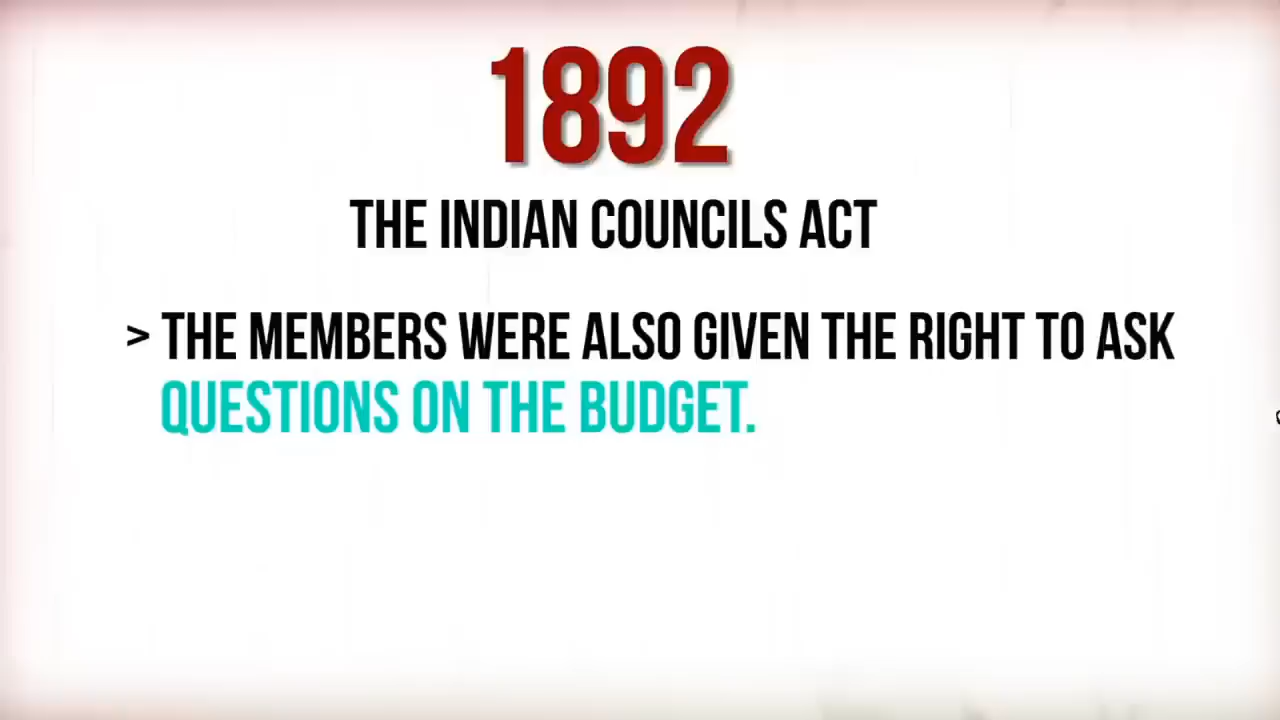 1892
THE INDIAN COUNCILS ACT
> THE MEMBERS WERE ALSO GIVEN THE RIGHT TO ASK
QUESTIONS ON THE BUDGET.